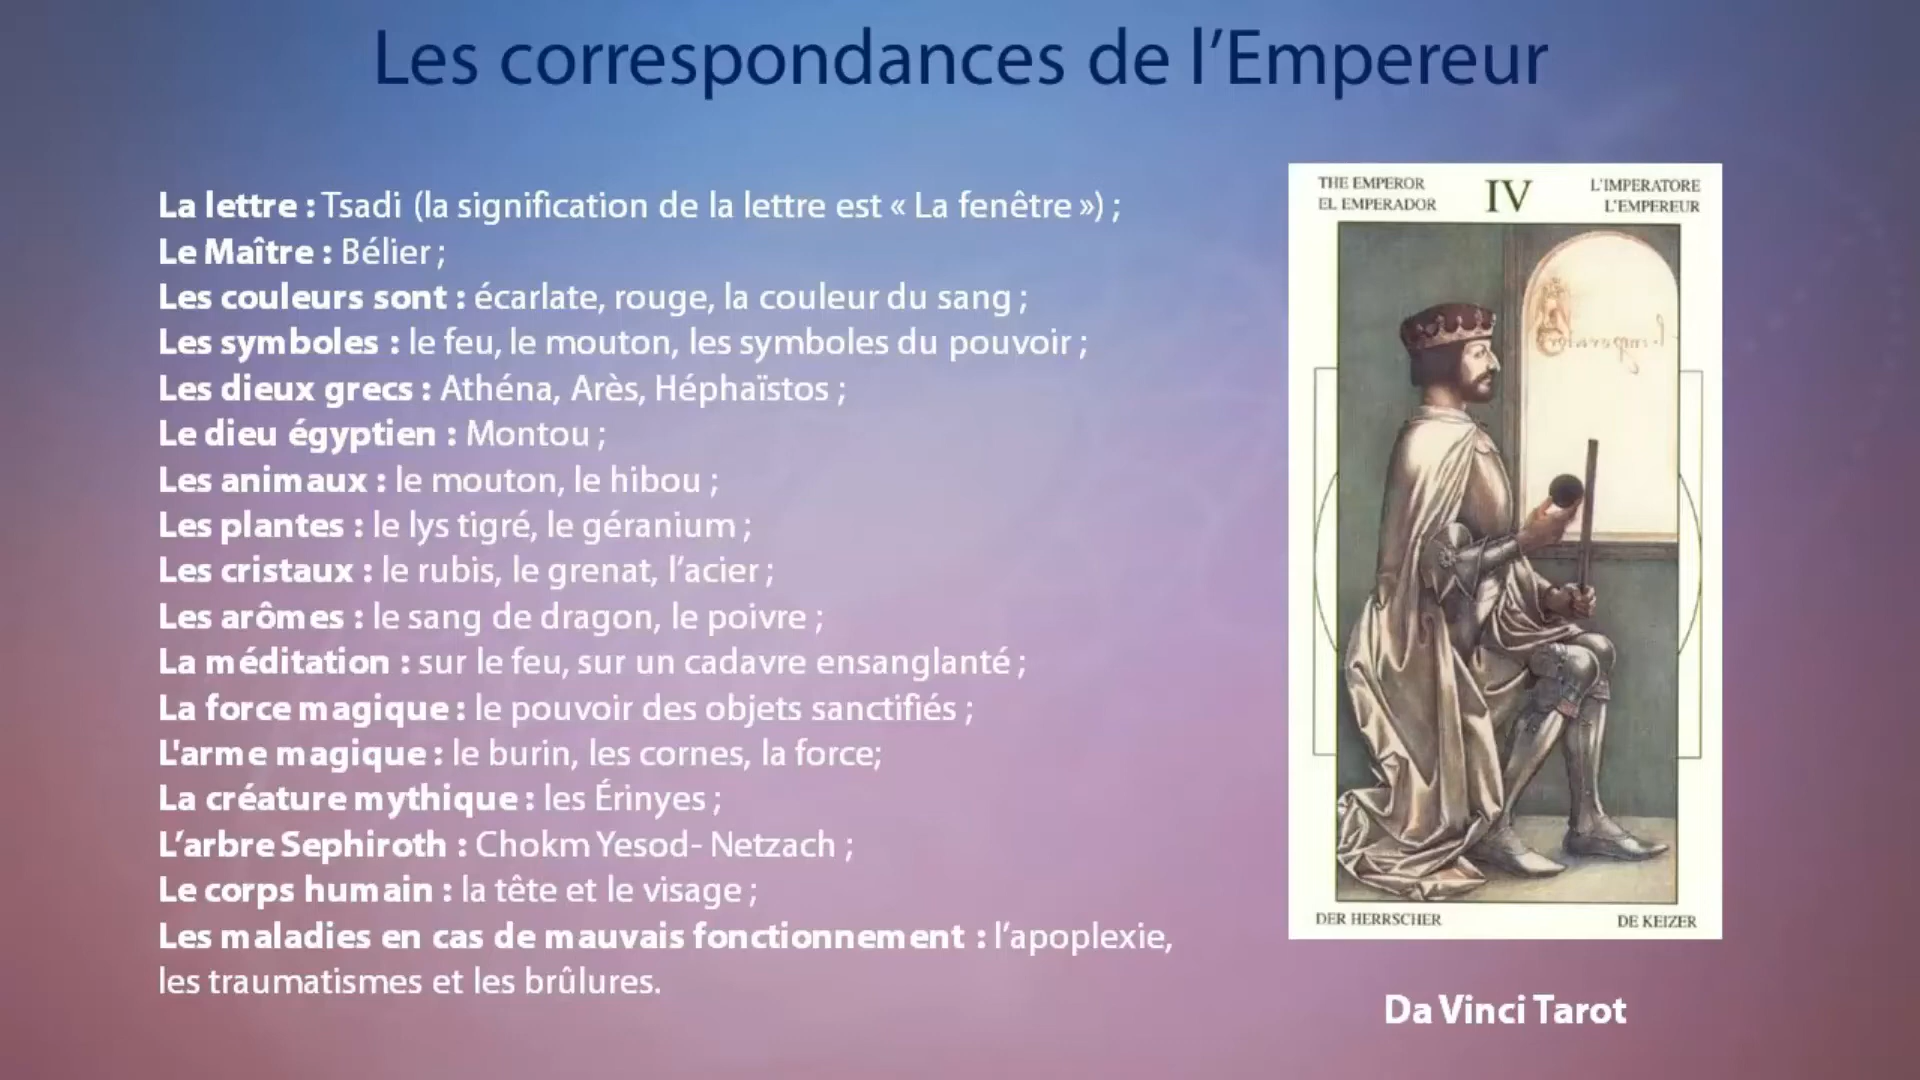 Les correspondances de l’Empereur
La lettre : Tsadi (la signification de la lettre est « La fenêtre ») ;
Le Maître : Bélier ;
Les couleurs sont : écarlate, rouge, la couleur du sang ;
Les symboles : le feu, le mouton, les symboles du pouvoir ;
Les dieux grecs : Athéna, Arès, Héphaïstos ;
Le dieu égyptien : Montou ;
Les animaux : le mouton, le hibou ;
Les plantes : le lys tigré, le géranium ;
Les cristaux : le rubis, le grenat, l’acier ;
Les arômes : le sang de dragon, le poivre ;
La méditation : sur le feu, sur un cadavre ensanglanté ;
La force magique : le pouvoir des objets sanctifiés ;
L'arme magique : le burin, les cornes, la force;
La créature mythique : les Érinyes ;
L’arbre Sephiroth : Chokm Yesod- Netzach ;
Le corps humain : la tête et le visage ;
Les maladies en cas de mauvais fonctionnement : l’apoplexie,
les traumatismes et les brûlures.
THE EMPEROR
EL EMPERADOR
IV
L'IMPERATORE
L'EMPEREUR
DER HERRSCHER
DE KEIZER
Da Vinci Tarot